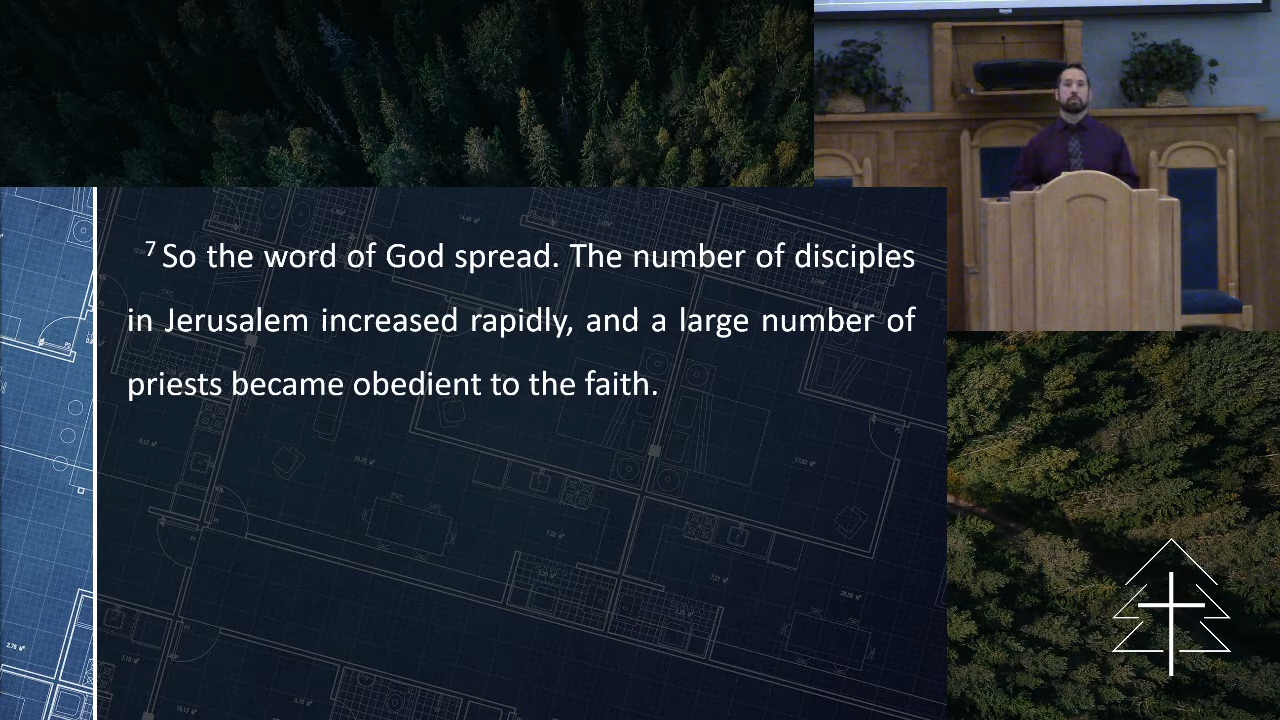 7 So the word of God spread. The number of disciples
in Jerusalem increased rapidly, and a large number of
priests became obedient to the faith.